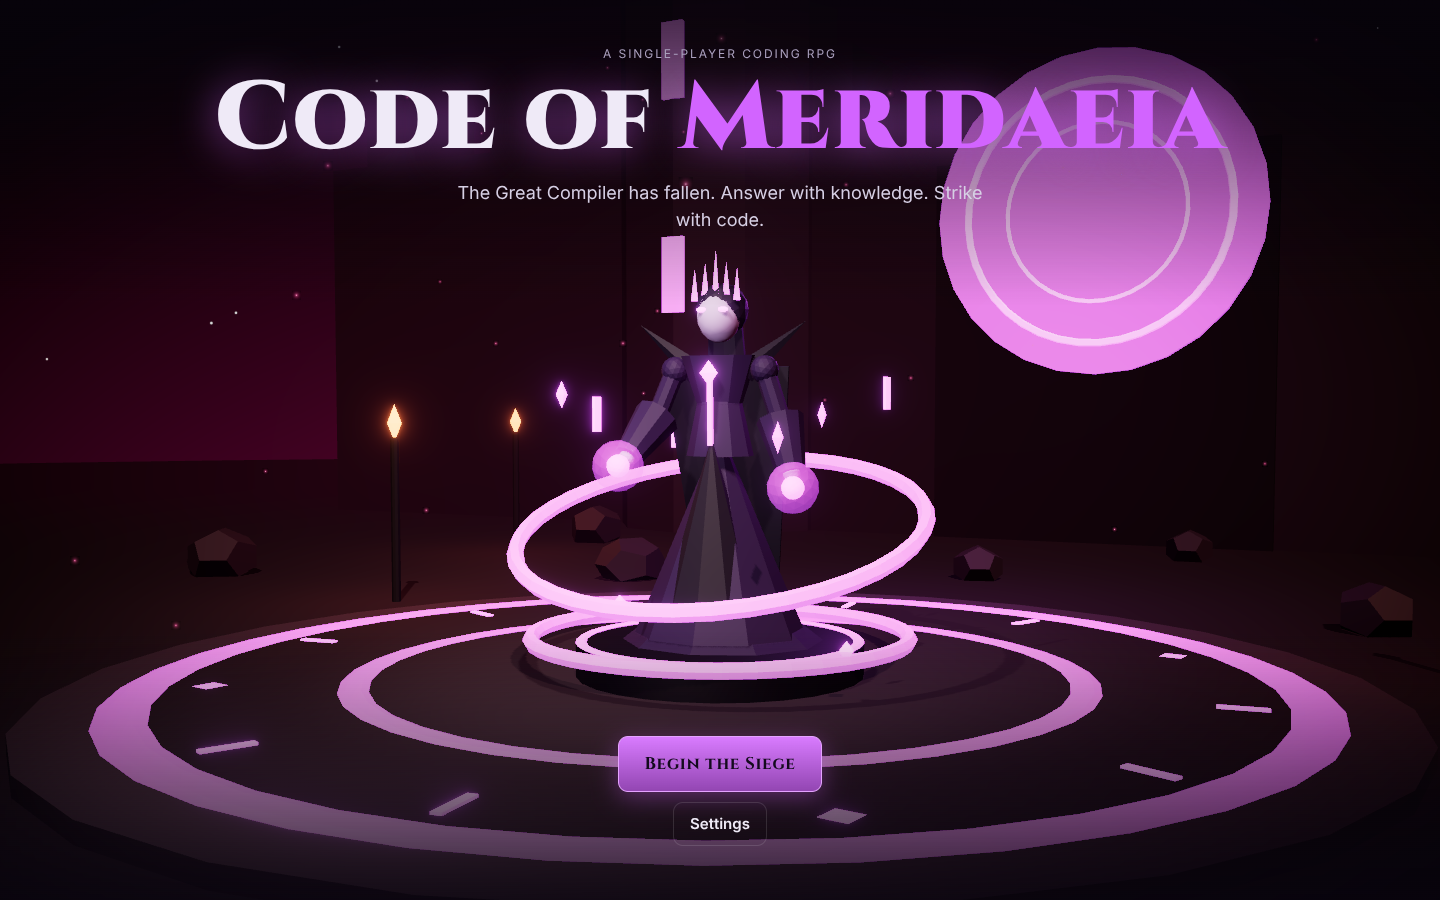 A SINGLE-PLAYER CODING RPG
Code of Meridaeia
The Great Compiler has fallen. Answer with knowledge. Strike
with code.
Begin the Siege
Settings